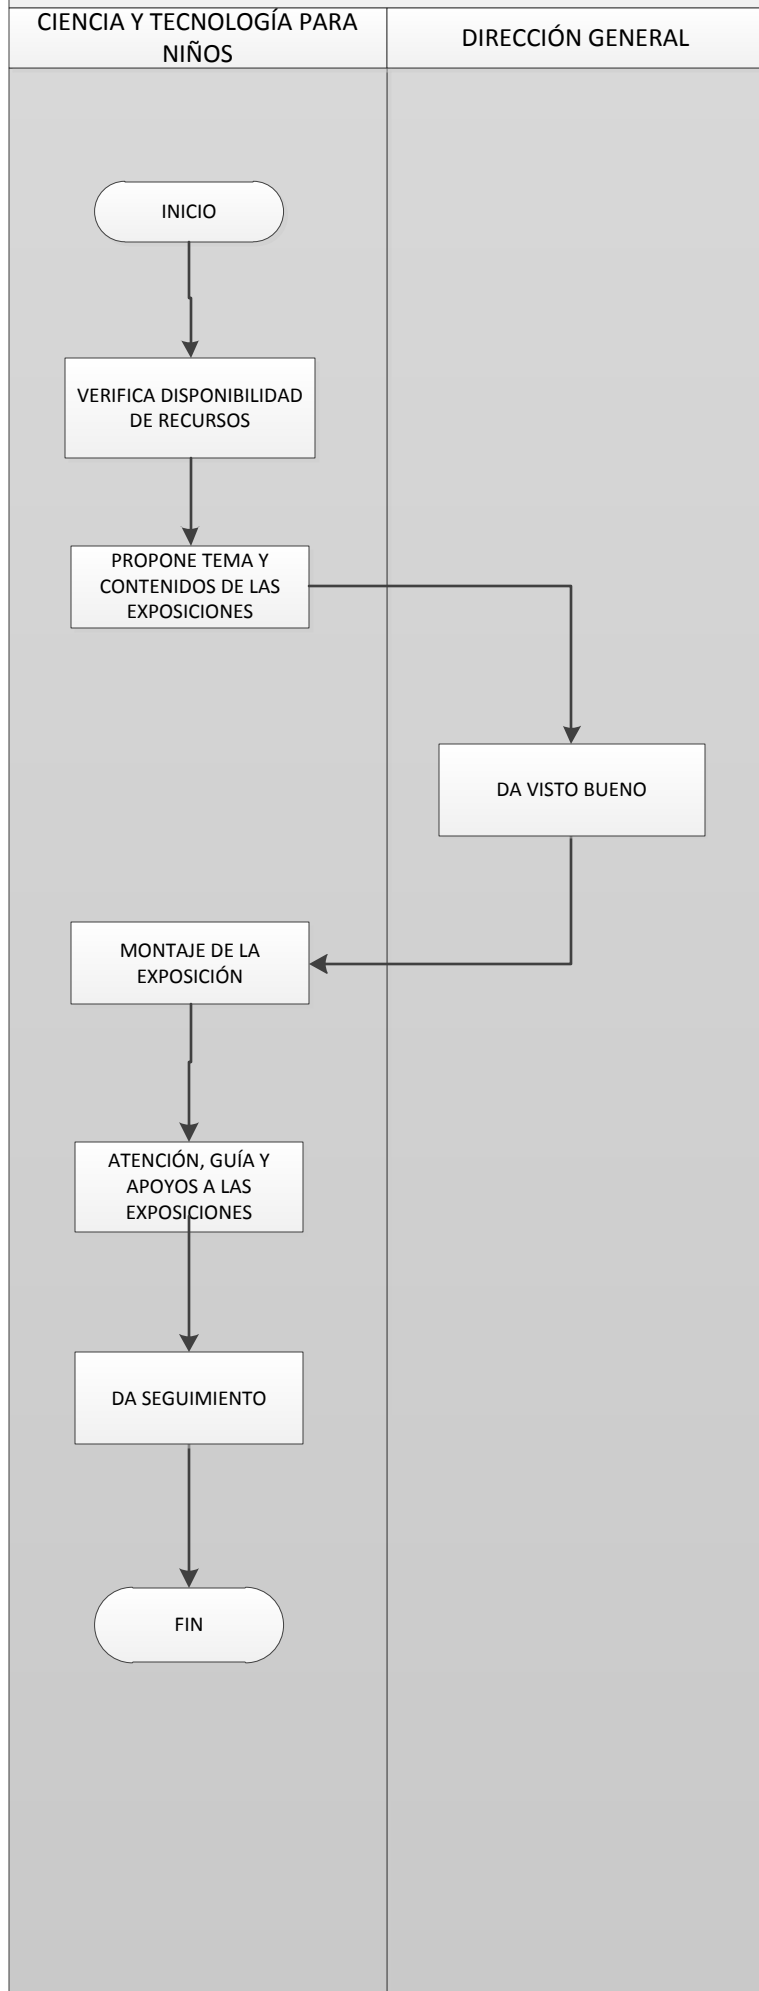 CIENCIA Y TECNOLOGÍA PARA
NIÑOS
DIRECCIÓN GENERAL
INICIO
VERIFICA DISPONIBILIDAD
DE RECURSOS
PROPONE TEMA Y
CONTENIDOS DE LAS
EXPOSICIONES
DA VISTO BUENO
MONTAJE DE LA
EXPOSICIÓN
ATENCIÓN, GUÍA Y
APOYOS A LAS
EXPOSICIONES
DA SEGUIMIENTO
FIN